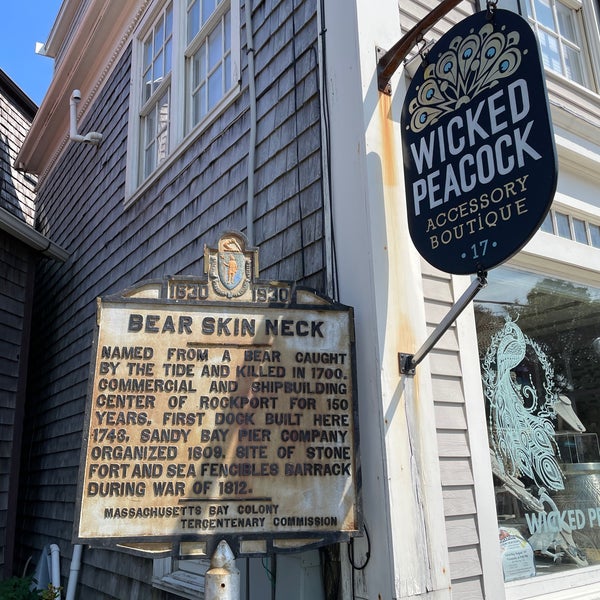 1630 1930
BEAR SKIN NECK
NAMED FROM A BEAR CAUGHT
BY THE TIDE AND KILLED IN 1700.
COMMERCIAL AND SHIPBUILDING
CENTER OF ROCKPORT FOR 150
YEARS. FIRST DOCK BUILT HERE
1743. SANDY BAY PIER COMPANY
ORGANIZED 1809. SITE OF STONE
FORT AND SEA FENCIBLES BARRACK
DURING WAR OF 1812.
MASSACHUSETTS BAY COLONY
TERCENTENARY COMMISSION
WICKED
PEACOCK
ACCESSORY
BOUTIQUE
· 17 ·
WICKED PE